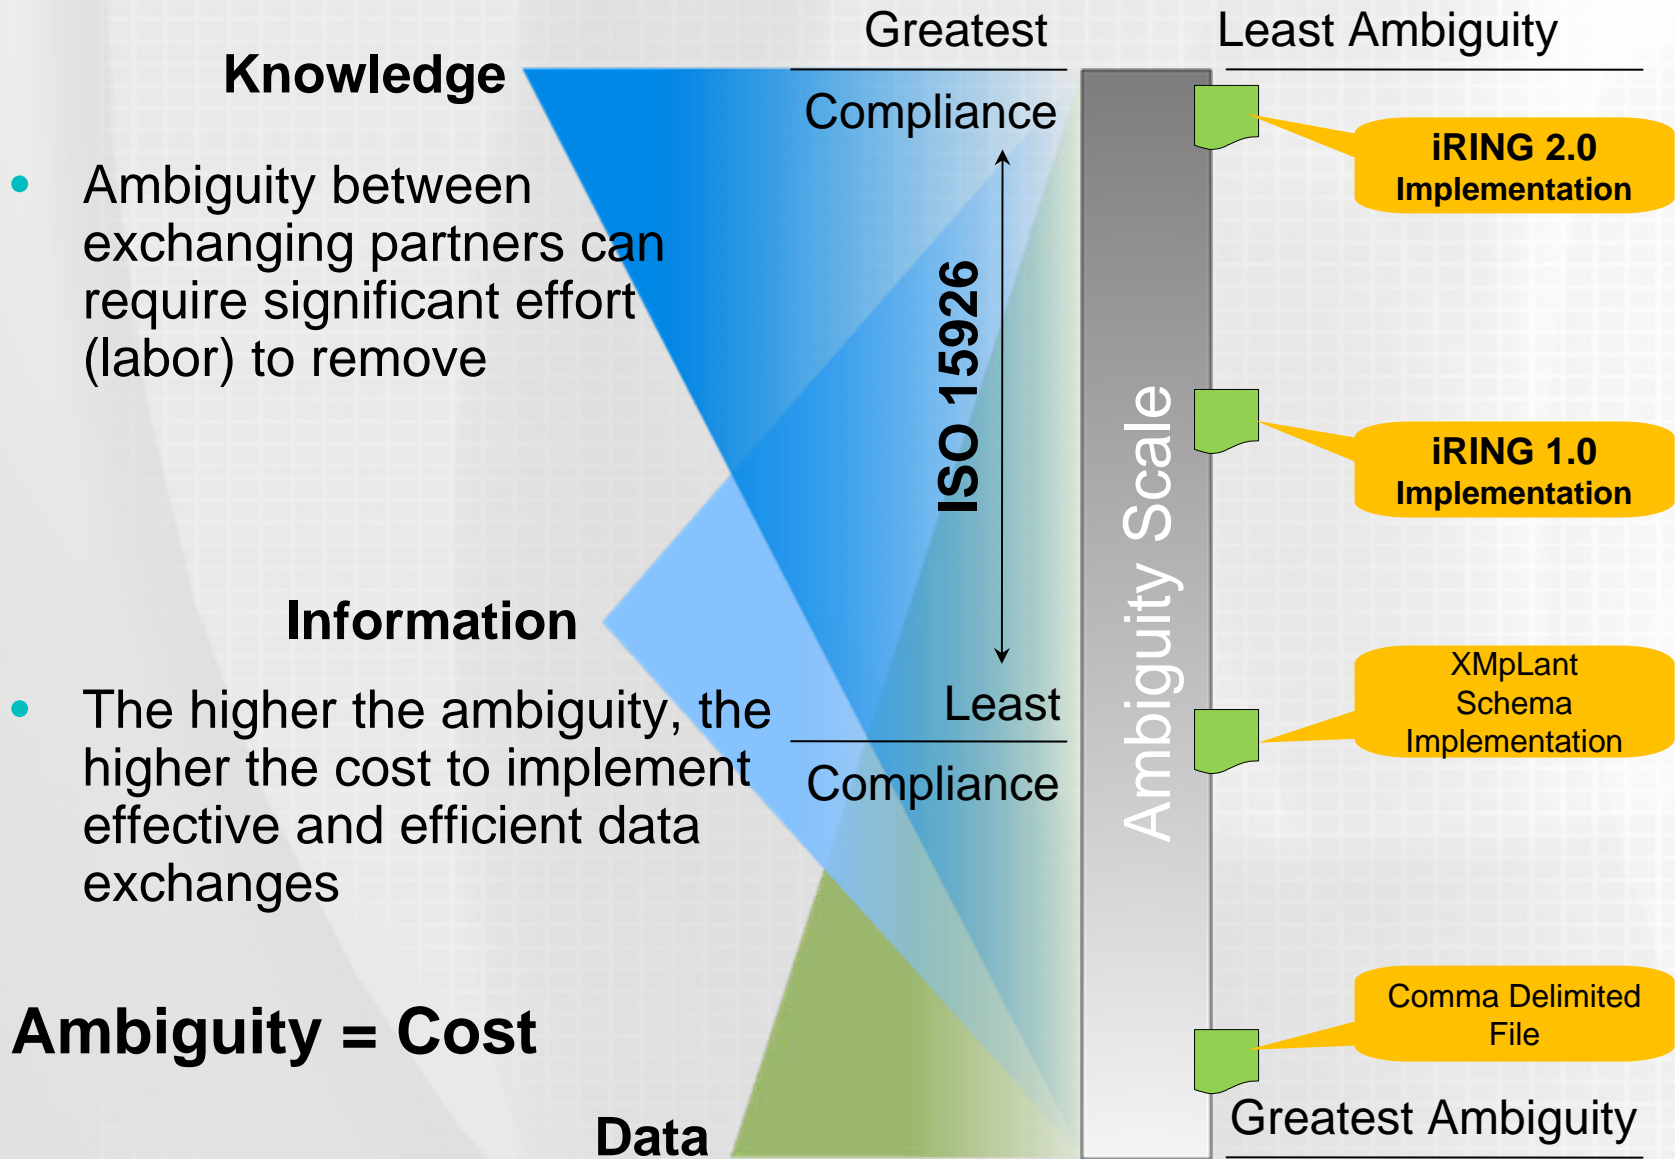 Knowledge
• Ambiguity between
exchanging partners can
require significant effort
(labor) to remove
Information
• The higher the ambiguity, the
higher the cost to implement
effective and efficient data
exchanges
Ambiguity = Cost
Data
Greatest
Compliance
ISO 15926
Least
Compliance
Ambiguity Scale
Least Ambiguity
iRING 2.0
Implementation
iRING 1.0
Implementation
XMpLant
Schema
Implementation
Comma Delimited
File
Greatest Ambiguity